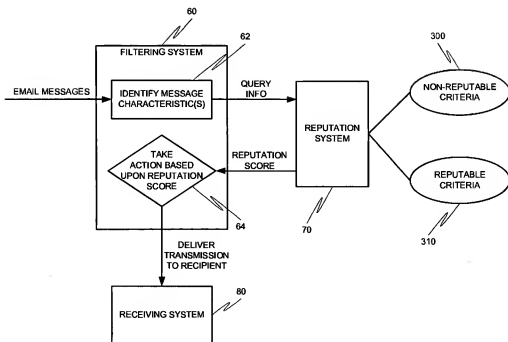 60
300
FILTERING SYSTEM
62
EMAIL MESSAGES
IDENTIFY MESSAGE
CHARACTERISTIC(S)
QUERY
INFO
NON-REPUTABLE
CRITERIA
REPUTATION
SYSTEM
TAKE
ACTION BASED
UPON REPUTATION
SCORE
REPUTATION
SCORE
REPUTABLE
CRITERIA
64
70
310
DELIVER
TRANSMISSION
TO RECIPIENT
80
RECEIVING SYSTEM